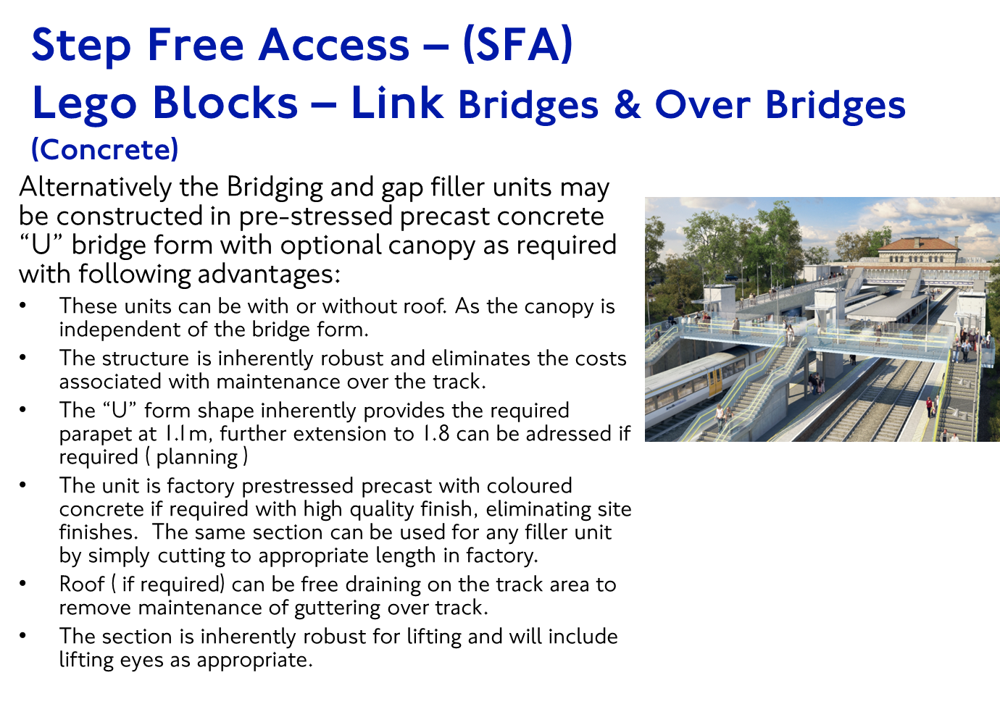 Step Free Access – (SFA)
Lego Blocks – Link Bridges & Over Bridges
(Concrete)
Alternatively the Bridging and gap filler units may
be constructed in pre-stressed precast concrete
“U” bridge form with optional canopy as required
with following advantages:
• These units can be with or without roof. As the canopy is
independent of the bridge form.
• The structure is inherently robust and eliminates the costs
associated with maintenance over the track.
• The “U” form shape inherently provides the required
parapet at 1.1m, further extension to 1.8 can be adressed if
required ( planning )
• The unit is factory prestressed precast with coloured
concrete if required with high quality finish, eliminating site
finishes.  The same section can be used for any filler unit
by simply cutting to appropriate length in factory.
• Roof ( if required) can be free draining on the track area to
remove maintenance of guttering over track.
• The section is inherently robust for lifting and will include
lifting eyes as appropriate.